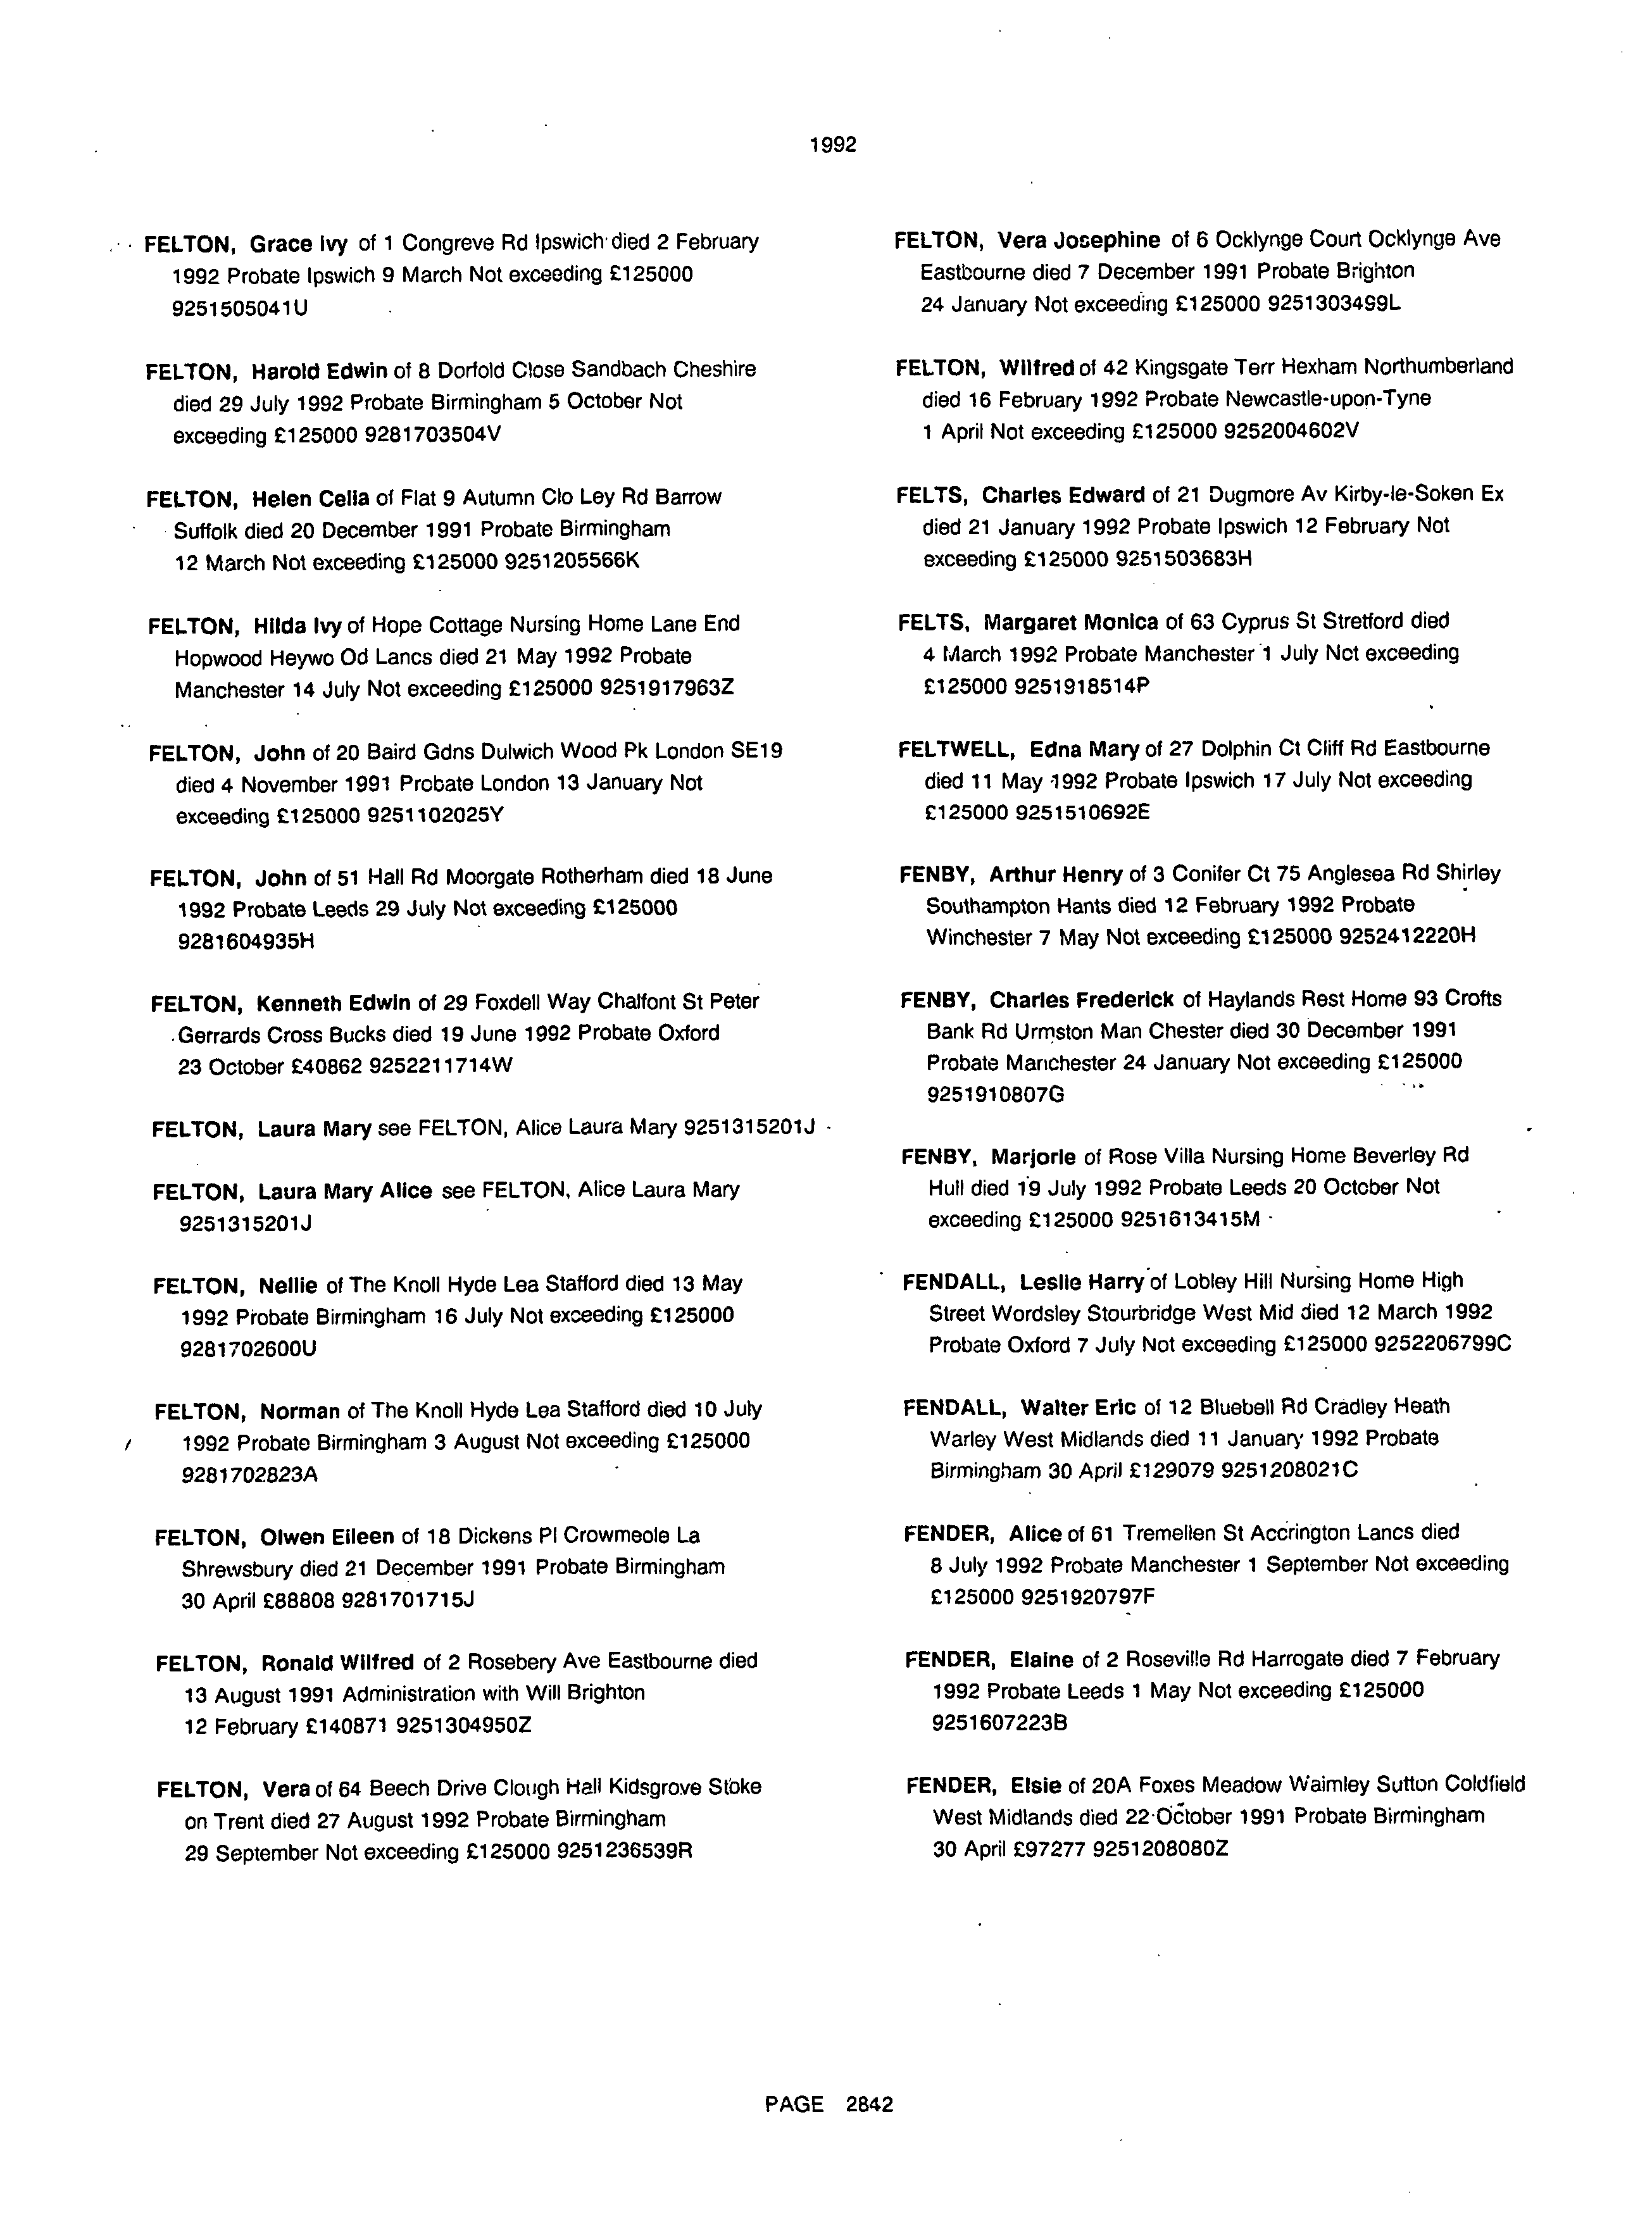 1992
FELTON, Grace Ivy of 1 Congreve Rd Ipswich died 2 February
1992 Probate Ipswich 9 March Not exceeding £125000
9251505041U
FELTON, Harold Edwin of 8 Dorfold Close Sandbach Cheshire
died 29 July 1992 Probate Birmingham 5 October Not
exceeding £125000 9281703504V
FELTON, Helen Celia of Flat 9 Autumn Clo Ley Rd Barrow
Suffolk died 20 December 1991 Probate Birmingham
12 March Not exceeding £125000 9251205566K
FELTON, Hilda Ivy of Hope Cottage Nursing Home Lane End
Hopwood Heywo Od Lancs died 21 May 1992 Probate
Manchester 14 July Not exceeding £125000 9251917963Z
FELTON, John of 20 Baird Gdns Dulwich Wood Pk London SE19
died 4 November 1991 Probate London 13 January Not
exceeding £125000 9251102025Y
FELTON, John of 51 Hall Rd Moorgate Rotherham died 18 June
1992 Probate Leeds 29 July Not exceeding £125000
9281604935H
FELTON, Kenneth Edwin of 29 Foxdell Way Chalfont St Peter
Gerrards Cross Bucks died 19 June 1992 Probate Oxford
23 October £40862 9252211714W
FELTON, Laura Mary see FELTON, Alice Laura Mary 9251315201J
FELTON, Laura Mary Alice see FELTON, Alice Laura Mary
9251315201J
FELTON, Nellie of The Knoll Hyde Lea Stafford died 13 May
1992 Probate Birmingham 16 July Not exceeding £125000
9281702600U
FELTON, Norman of The Knoll Hyde Lea Stafford died 10 July
1992 Probate Birmingham 3 August Not exceeding £125000
9281702823A
FELTON, Olwen Eileen of 18 Dickens Pl Crowmeole La
Shrewsbury died 21 December 1991 Probate Birmingham
30 April £88808 9281701715J
FELTON, Ronald Wilfred of 2 Rosebery Ave Eastbourne died
13 August 1991 Administration with Will Brighton
12 February £140871 9251304950Z
FELTON, Vera of 64 Beech Drive Clough Hall Kidsgrove Stoke
on Trent died 27 August 1992 Probate Birmingham
29 September Not exceeding £125000 9251236539R
FELTON, Vera Josephine of 6 Ocklynge Court Ocklynge Ave
Eastbourne died 7 December 1991 Probate Brighton
24 January Not exceeding £125000 9251303499L
FELTON, Wilfred of 42 Kingsgate Terr Hexham Northumberland
died 16 February 1992 Probate Newcastle-upon-Tyne
1 April Not exceeding £125000 9252004602V
FELTS, Charles Edward of 21 Dugmore Av Kirby-le-Soken Ex
died 21 January 1992 Probate Ipswich 12 February Not
exceeding £125000 9251503683H
FELTS, Margaret Monica of 63 Cyprus St Stretford died
4 March 1992 Probate Manchester 1 July Not exceeding
£125000 9251918514P
FELTWELL, Edna Mary of 27 Dolphin Ct Cliff Rd Eastbourne
died 11 May 1992 Probate Ipswich 17 July Not exceeding
£125000 9251510692E
FENBY, Arthur Henry of 3 Conifer Ct 75 Anglesea Rd Shirley
Southampton Hants died 12 February 1992 Probate
Winchester 7 May Not exceeding £125000 9252412220H
FENBY, Charles Frederick of Haylands Rest Home 93 Crofts
Bank Rd Urmston Man Chester died 30 December 1991
Probate Manchester 24 January Not exceeding £125000
9251910807G
FENBY, Marjorie of Rose Villa Nursing Home Beverley Rd
Hull died 19 July 1992 Probate Leeds 20 October Not
exceeding £125000 9251613415M
FENDALL, Leslie Harry of Lobley Hill Nursing Home High
Street Wordsley Stourbridge West Mid died 12 March 1992
Probate Oxford 7 July Not exceeding £125000 9252206799C
FENDALL, Walter Eric of 12 Bluebell Rd Cradley Heath
Warley West Midlands died 11 January 1992 Probate
Birmingham 30 April £129079 9251208021C
FENDER, Alice of 61 Tremellen St Accrington Lancs died
8 July 1992 Probate Manchester 1 September Not exceeding
£125000 9251920797F
FENDER, Elaine of 2 Roseville Rd Harrogate died 7 February
1992 Probate Leeds 1 May Not exceeding £125000
9251607223B
FENDER, Elsie of 20A Foxes Meadow Waimley Sutton Coldfield
West Midlands died 22 October 1991 Probate Birmingham
30 April £97277 9251208080Z
PAGE 2842